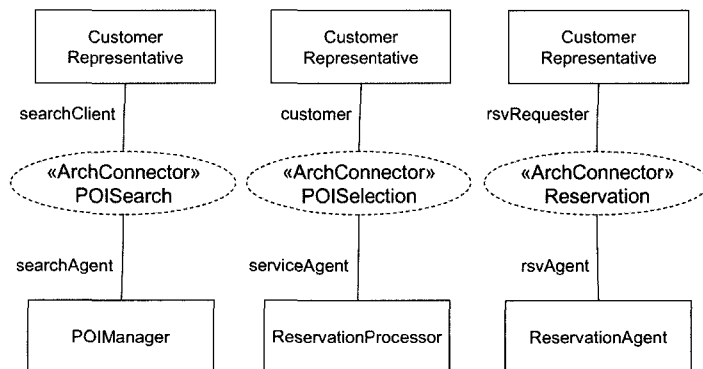 Customer
Representative
Customer
Representative
Customer
Representative
searchClient
customer
rsvRequester
«ArchConnector»
POISearch
«ArchConnector»
POISelection
«ArchConnector»
Reservation
searchAgent
serviceAgent
rsvAgent
POIManager
ReservationProcessor
ReservationAgent